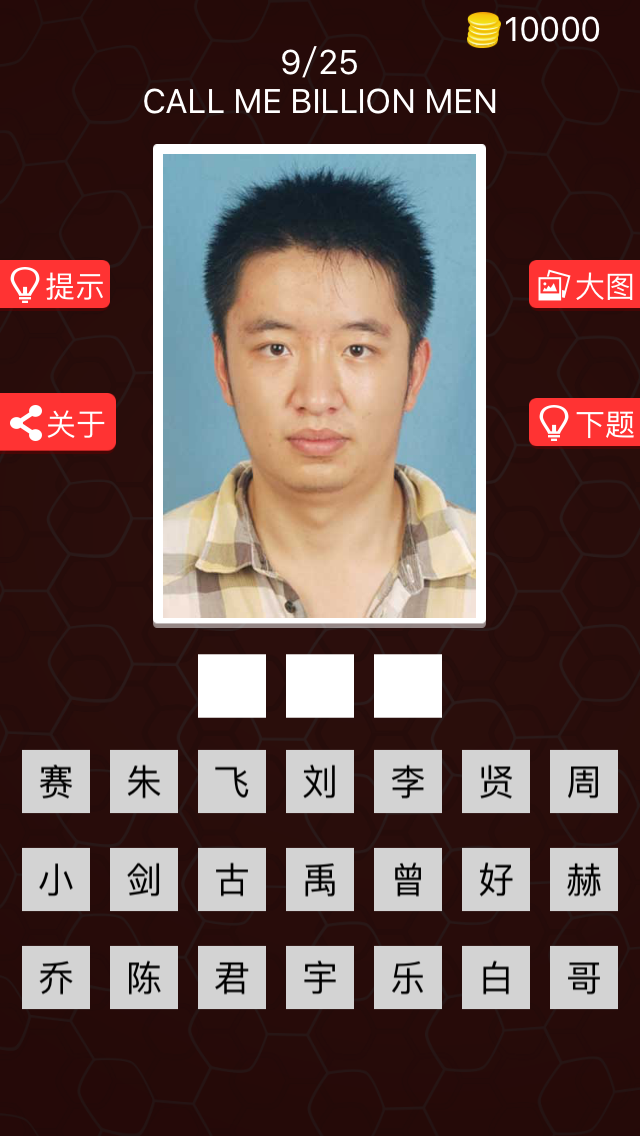 10000
9/25
CALL ME BILLION MEN
提示
大图
关于
下题
赛 朱 飞 刘 李 贤 周
小 剑 古 禹 曾 好 赫
乔 陈 君 宇 乐 白 哥